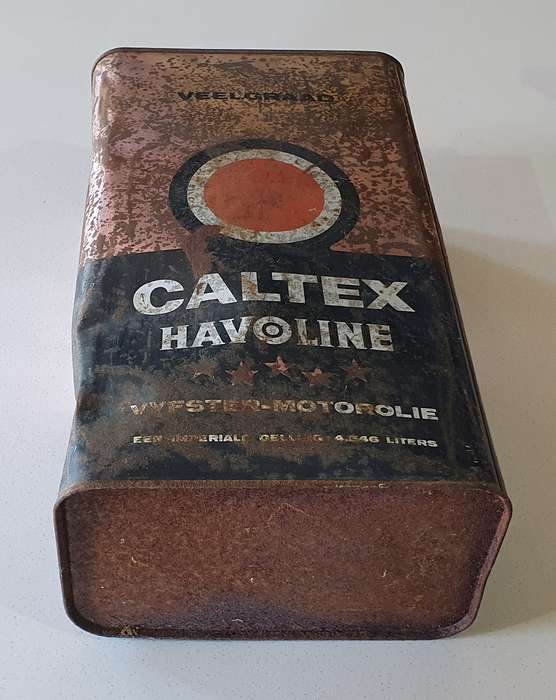 VEELGRAAD
CALTEX
HAVOLINE
VYFSTER-MOTOROLIE
EEN IMPERIALE GELLING 4.546 LITERS